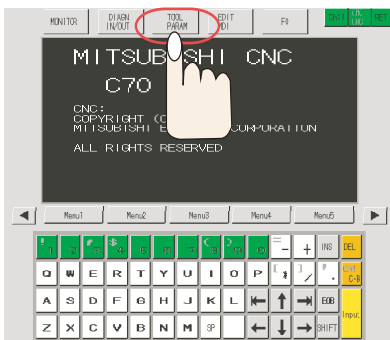 MONITOR
DIAGN
IN/OUT
TOOL
PARAM
EDIT
MDI
F0
MITSUBISHI CNC
C70
CNC:
COPYRIGHT (C
MITSUBISHI E CORPORATION
ALL RIGHTS RESERVED
Menu1 Menu2 Menu3 Menu4 Menu5
INS DEL
Q W E R T Y U I O P
C-B
A S D F G H J K L EOB
Input
Z X C V B N M SP SHIFT